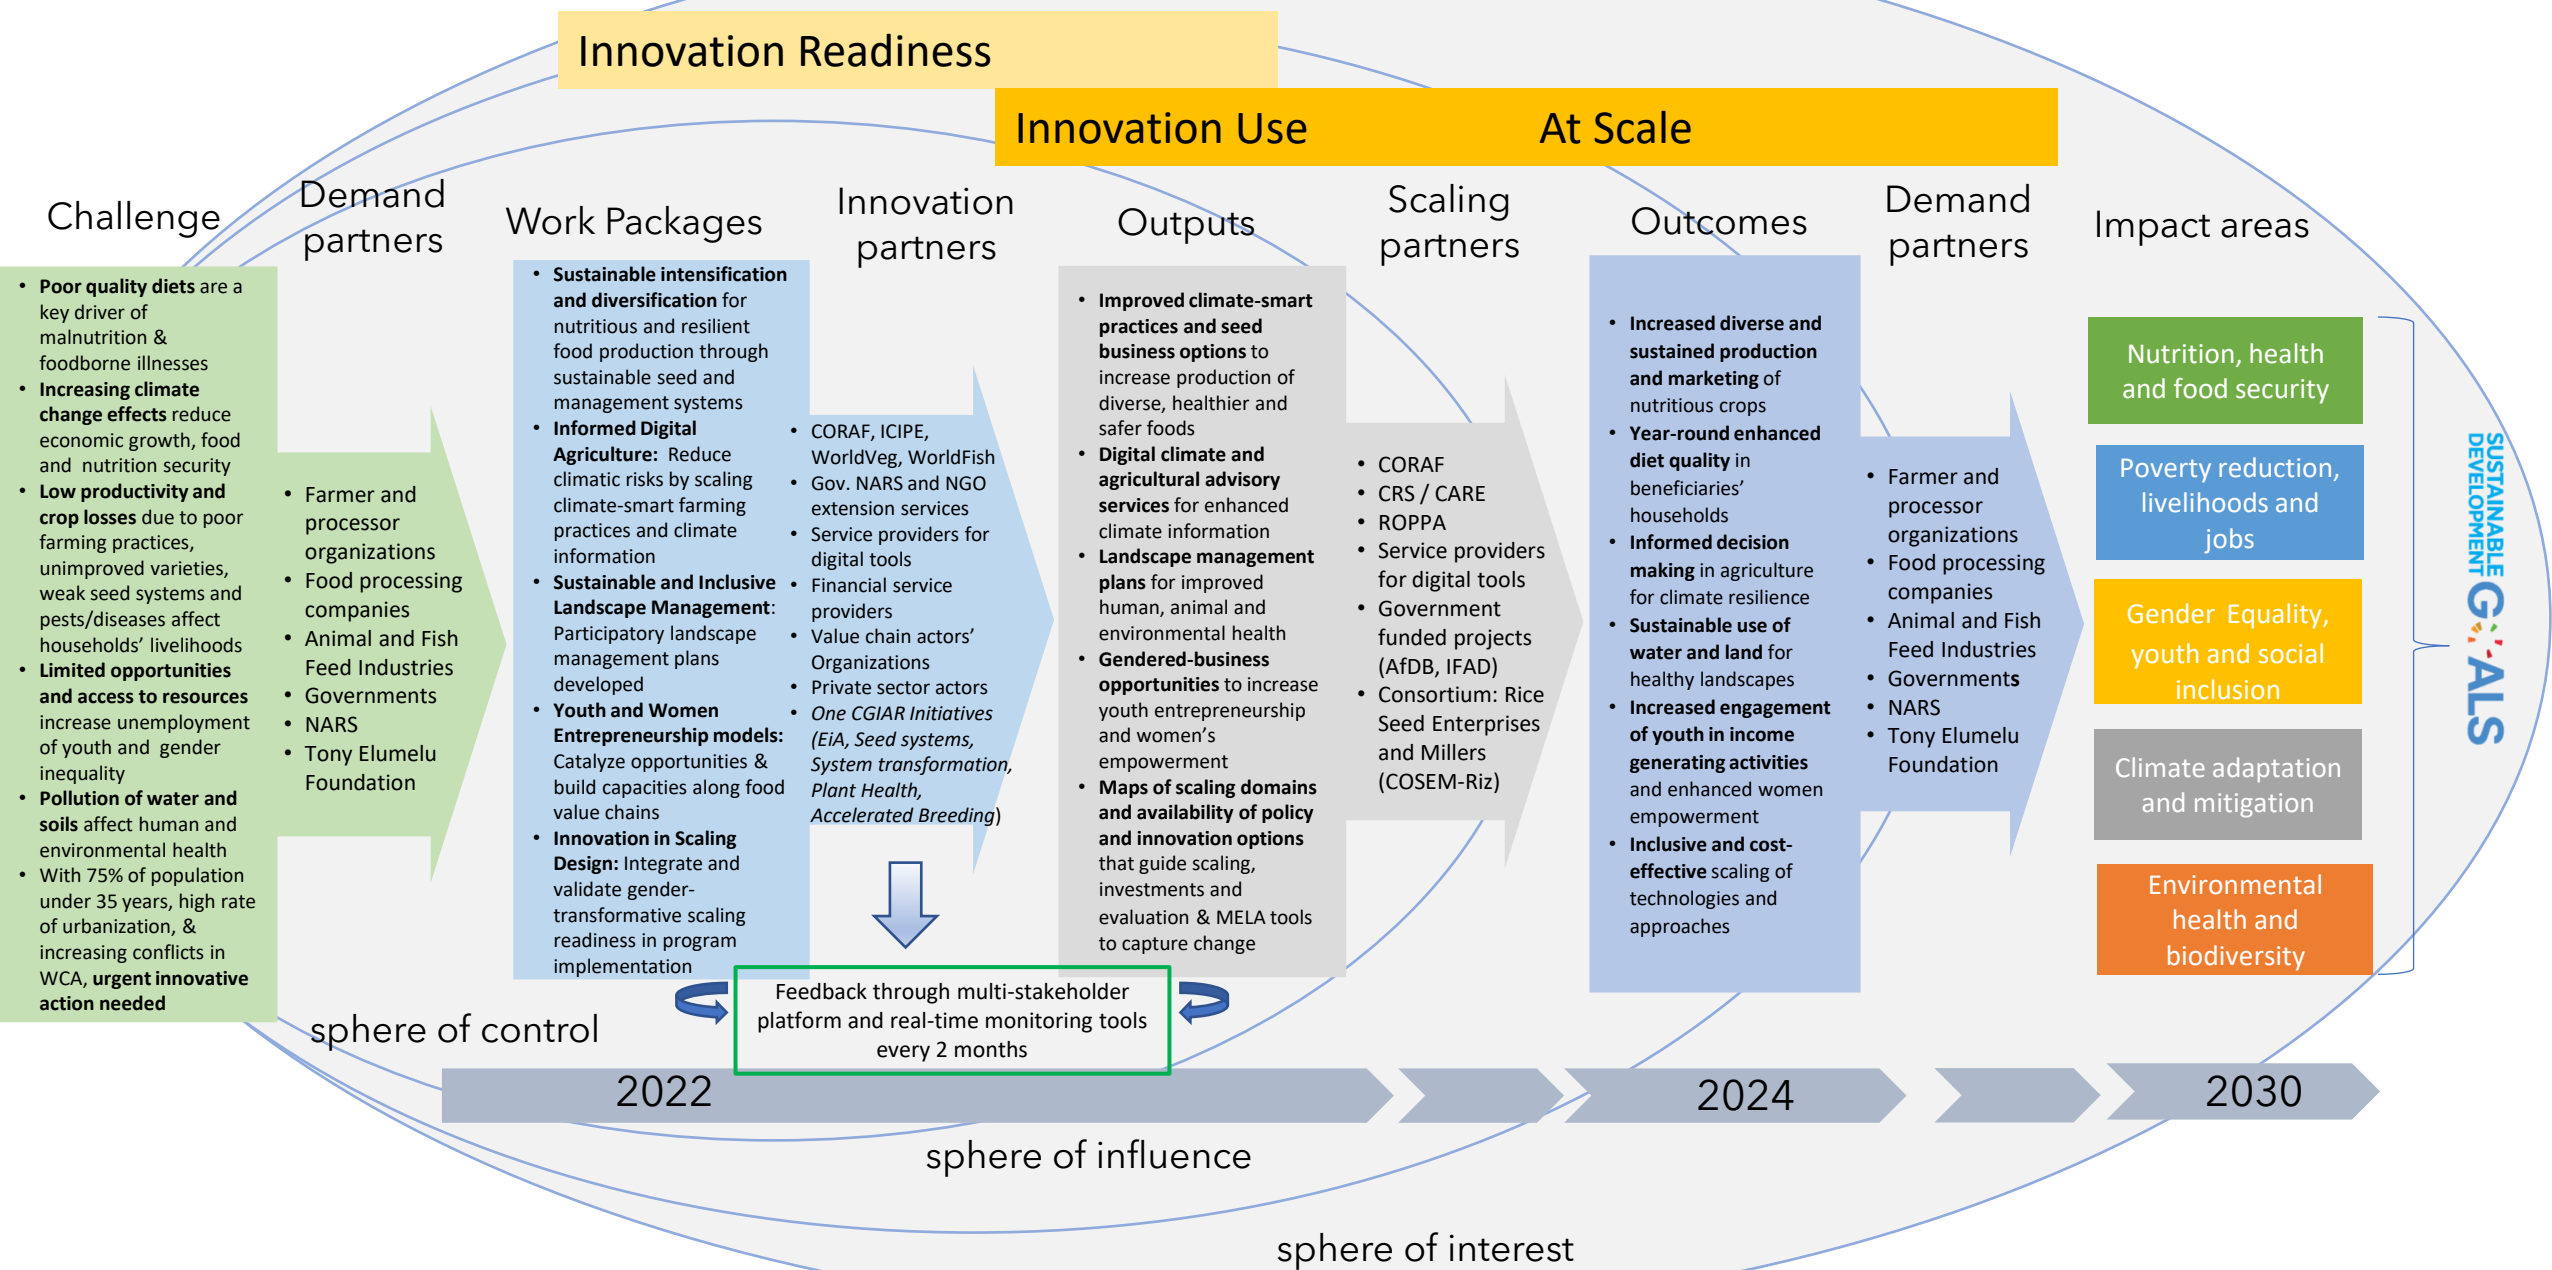 Innovation Readiness
Innovation Use At Scale
Challenge
Demand
partners
Work Packages
Innovation
partners
Outputs
Scaling
partners
Outcomes
Demand
partners
Impact areas
• Poor quality diets are a
key driver of
malnutrition &
foodborne illnesses
• Increasing climate
change effects reduce
economic growth, food
and nutrition security
• Low productivity and
crop losses due to poor
farming practices,
unimproved varieties,
weak seed systems and
pests/diseases affect
households’ livelihoods
• Limited opportunities
and access to resources
increase unemployment
of youth and gender
inequality
• Pollution of water and
soils affect human and
environmental health
• With 75% of population
under 35 years, high rate
of urbanization, &
increasing conflicts in
WCA, urgent innovative
action needed
• Farmer and
processor
organizations
• Food processing
companies
• Animal and Fish
Feed Industries
• Governments
• NARS
• Tony Elumelu
Foundation
• Sustainable intensification
and diversification for
nutritious and resilient
food production through
sustainable seed and
management systems
• Informed Digital
Agriculture: Reduce
climatic risks by scaling
climate-smart farming
practices and climate
information
• Sustainable and Inclusive
Landscape Management:
Participatory landscape
management plans
developed
• Youth and Women
Entrepreneurship models:
Catalyze opportunities &
build capacities along food
value chains
• Innovation in Scaling
Design: Integrate and
validate gender-
transformative scaling
readiness in program
implementation
• CORAF, ICIPE,
WorldVeg, WorldFish
• Gov. NARS and NGO
extension services
• Service providers for
digital tools
• Financial service
providers
• Value chain actors’
Organizations
• Private sector actors
• One CGIAR Initiatives
(EiA, Seed systems,
System transformation,
Plant Health,
Accelerated Breeding)
• Improved climate-smart
practices and seed
business options to
increase production of
diverse, healthier and
safer foods
• Digital climate and
agricultural advisory
services for enhanced
climate information
• Landscape management
plans for improved
human, animal and
environmental health
• Gendered-business
opportunities to increase
youth entrepreneurship
and women’s
empowerment
• Maps of scaling domains
and availability of policy
and innovation options
that guide scaling,
investments and
evaluation & MELA tools
to capture change
• CORAF
• CRS / CARE
• ROPPA
• Service providers
for digital tools
• Government
funded projects
(AfDB, IFAD)
• Consortium: Rice
Seed Enterprises
and Millers
(COSEM-Riz)
• Increased diverse and
sustained production
and marketing of
nutritious crops
• Year-round enhanced
diet quality in
beneficiaries’
households
• Informed decision
making in agriculture
for climate resilience
• Sustainable use of
water and land for
healthy landscapes
• Increased engagement
of youth in income
generating activities
and enhanced women
empowerment
• Inclusive and cost-
effective scaling of
technologies and
approaches
• Farmer and
processor
organizations
• Food processing
companies
• Animal and Fish
Feed Industries
• Governments
• NARS
• Tony Elumelu
Foundation
Nutrition, health
and food security
Poverty reduction,
livelihoods and
jobs
Gender Equality,
youth and social
inclusion
Climate adaptation
and mitigation
Environmental
health and
biodiversity
SUSTAINABLE
DEVELOPMENT GOALS
Feedback through multi-stakeholder
platform and real-time monitoring tools
every 2 months
sphere of control
2022
2024
2030
sphere of influence
sphere of interest